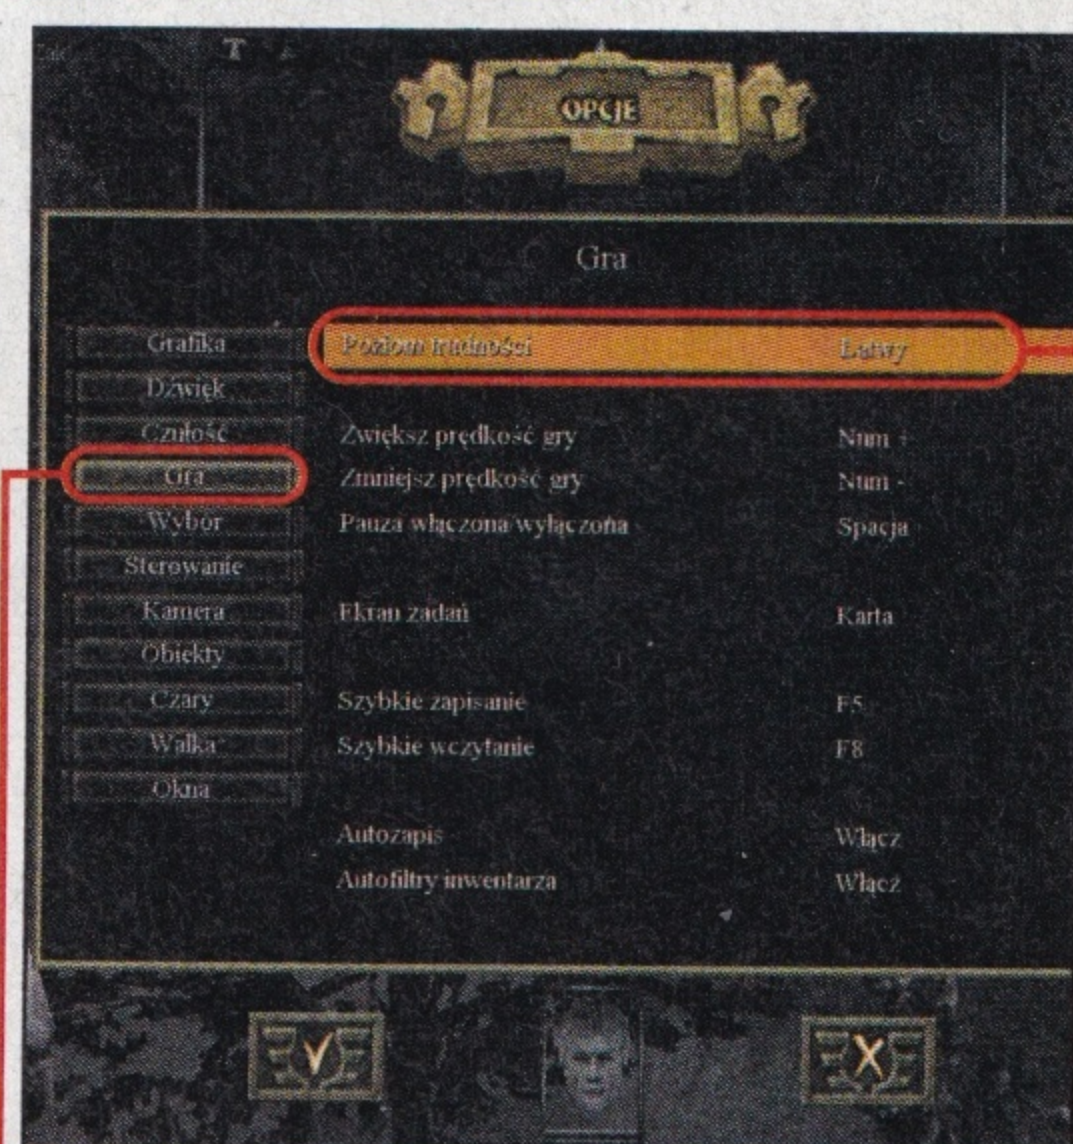 OPCJE
Gra
Grafika
Dźwięk
Czułość
Gra
Wybór
Sterowanie
Kamera
Obiekty
Czary
Walka
Okna
Poziom trudności Łatwy
Zwiększ prędkość gry Num +
Zmniejsz prędkość gry Num -
Pauza włączona/wyłączona Spacja
Ekran zadań Karta
Szybkie zapisanie F5
Szybkie wczytanie F8
Autozapis Włącz
Autofiltry inwentarza Włącz